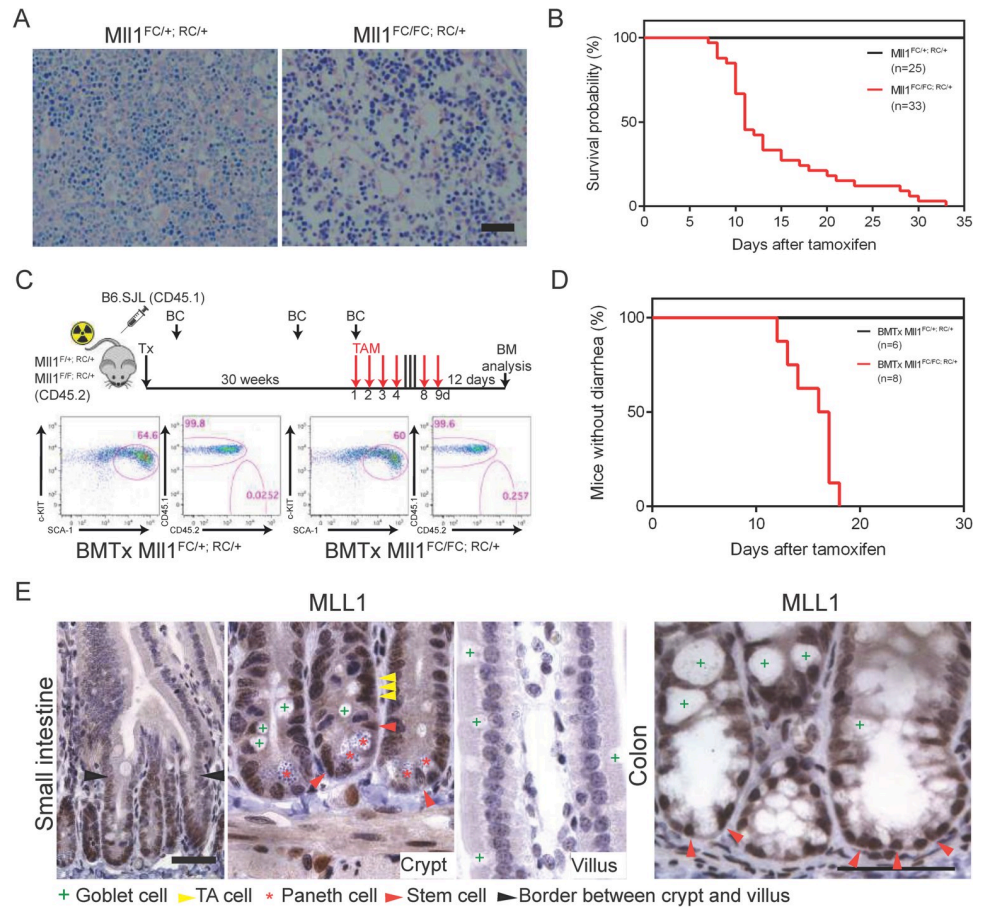 A
Mll1FC/+; RC/+
Mll1FC/FC; RC/+
B
Survival probability (%)
100
50
0
0 5 10 15 20 25 30 35
Days after tamoxifen
Mll1FC/+; RC/+
(n=25)
Mll1FC/FC; RC/+
(n=33)
C
B6.SJL (CD45.1)
BC BC BC
Tx
TAM
BM
analysis
Mll1F/+; RC/+
Mll1F/F; RC/+
(CD45.2)
30 weeks
12 days
1 2 3 4 8 9d
64.6
99.8
0.0252
60
99.6
0.257
c-KIT
CD45.1
c-KIT
CD45.1
SCA-1
CD45.2
SCA-1
CD45.2
BMTx Mll1FC/+; RC/+
BMTx Mll1FC/FC; RC/+
D
Mice without diarrhea (%)
100
50
0
0 10 20 30
Days after tamoxifen
BMTx Mll1FC/+; RC/+
(n=6)
BMTx Mll1FC/FC; RC/+
(n=8)
E
MLL1
MLL1
Small intestine
Crypt
Villus
Colon
+ Goblet cell TA cell * Paneth cell Stem cell Border between crypt and villus